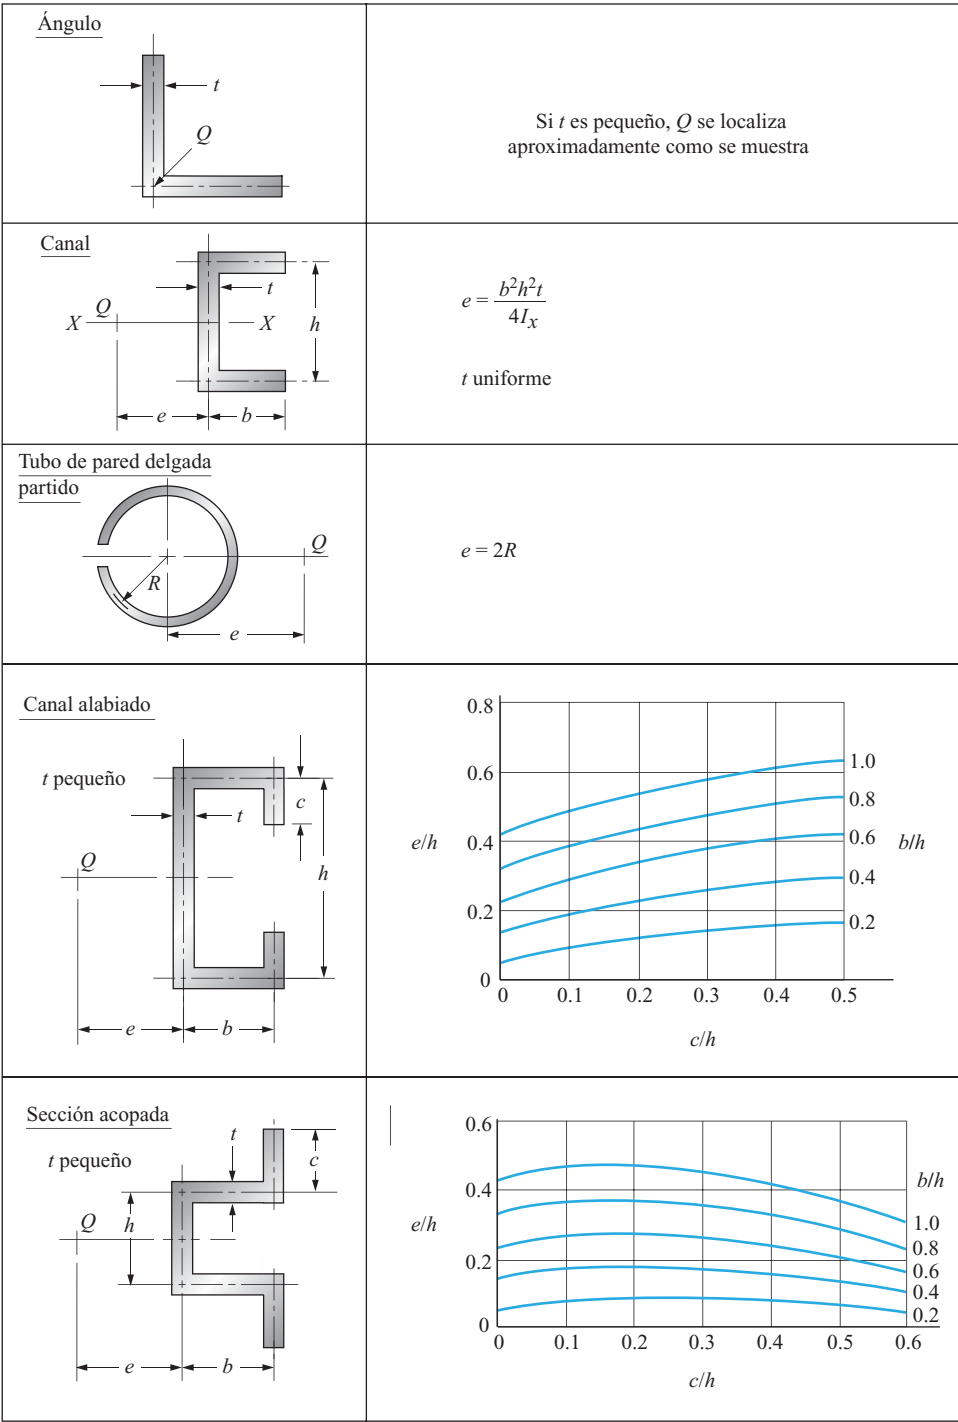 Ángulo
t
Q
Si t es pequeño, Q se localiza
aproximadamente como se muestra
Canal
t
Q
X
X
h
e
b
e = b²h²t / 4Iₓ
t uniforme
Tubo de pared delgada
partido
Q
R
e
e = 2R
Canal alabiado
t pequeño
c
t
Q
h
e
b
0.8
0.6
0.4
0.2
0
e/h
1.0
0.8
0.6
0.4
0.2
b/h
0 0.1 0.2 0.3 0.4 0.5
c/h
Sección acopada
t pequeño
t
c
Q
h
e
b
0.6
0.4
0.2
0
e/h
b/h
1.0
0.8
0.6
0.4
0.2
0 0.1 0.2 0.3 0.4 0.5 0.6
c/h